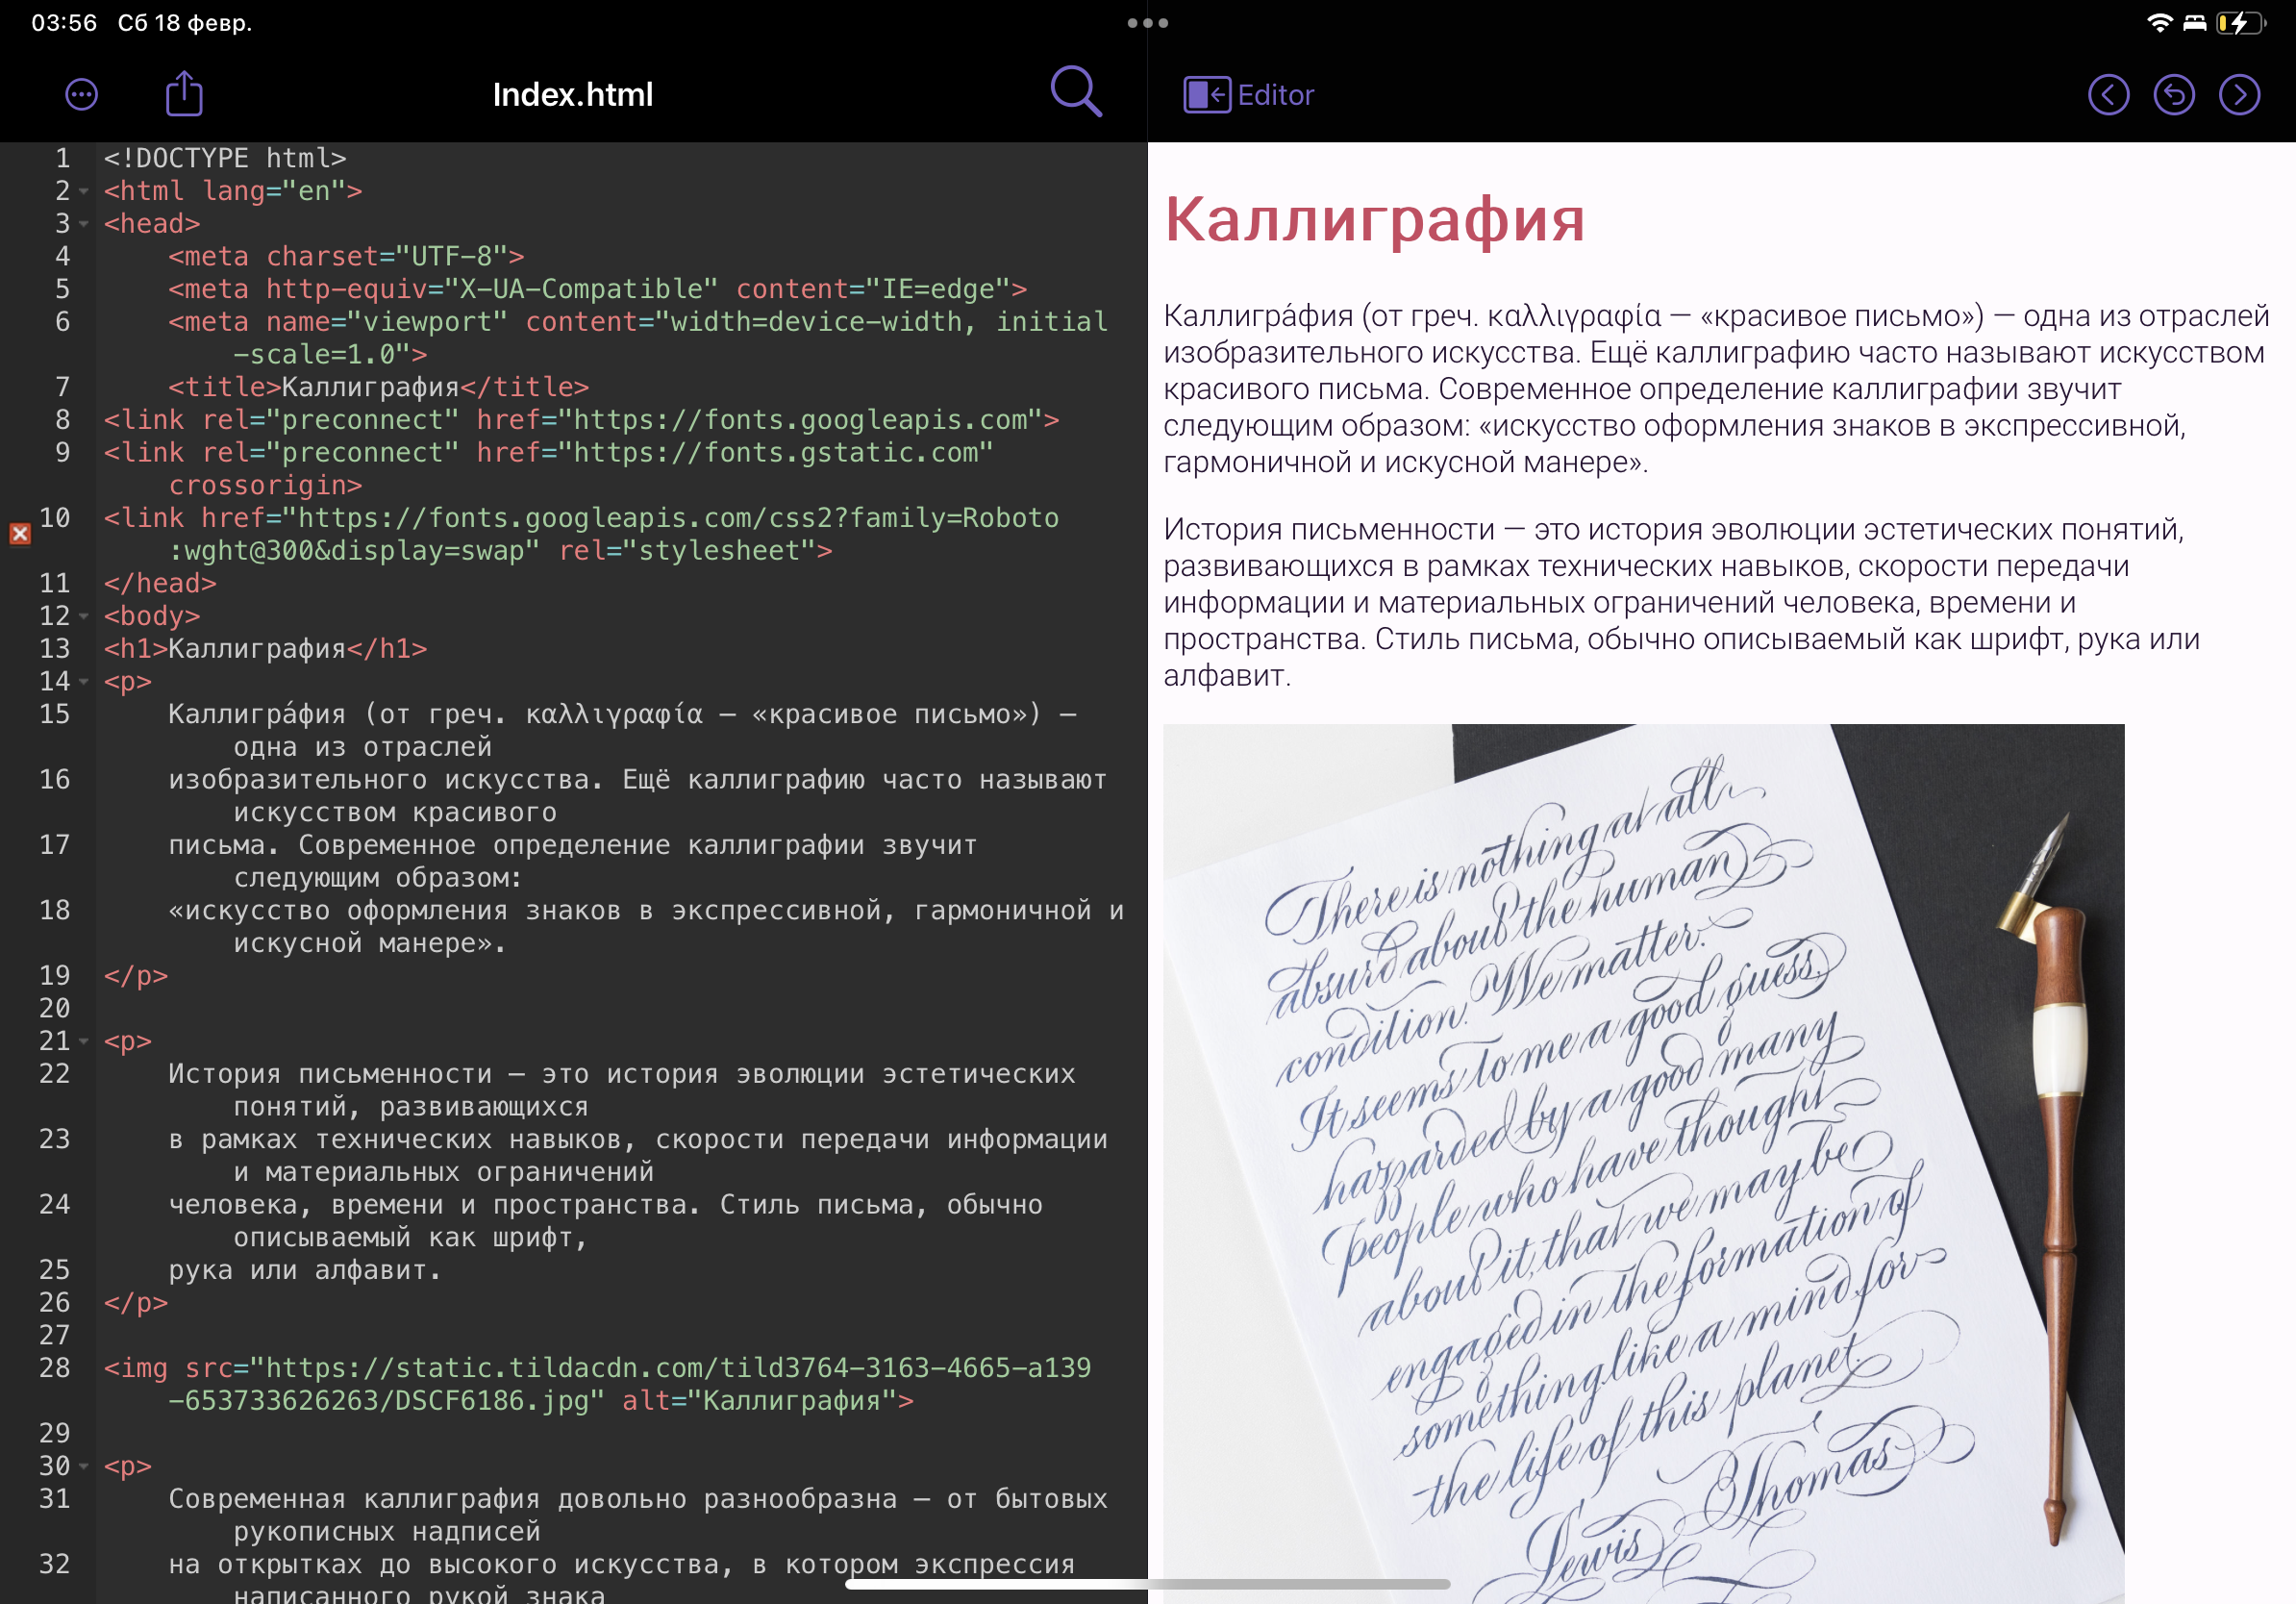 03:56 Сб 18 февр.
Index.html
1 <!DOCTYPE html>
2 <html lang="en">
3 <head>
4 <meta charset="UTF-8">
5 <meta http-equiv="X-UA-Compatible" content="IE=edge">
6 <meta name="viewport" content="width=device-width, initial
-scale=1.0">
7 <title>Каллиграфия</title>
8 <link rel="preconnect" href="https://fonts.googleapis.com">
9 <link rel="preconnect" href="https://fonts.gstatic.com"
crossorigin>
10 <link href="https://fonts.googleapis.com/css2?family=Roboto
:wght@300&display=swap" rel="stylesheet">
11 </head>
12 <body>
13 <h1>Каллиграфия</h1>
14 <p>
15 Каллигра́фия (от греч. καλλιγραφία — «красивое письмо») —
одна из отраслей
16 изобразительного искусства. Ещё каллиграфию часто называют
искусством красивого
17 письма. Современное определение каллиграфии звучит
следующим образом:
18 «искусство оформления знаков в экспрессивной, гармоничной и
искусной манере».
19 </p>
20
21 <p>
22 История письменности — это история эволюции эстетических
понятий, развивающихся
23 в рамках технических навыков, скорости передачи информации
и материальных ограничений
24 человека, времени и пространства. Стиль письма, обычно
описываемый как шрифт,
25 рука или алфавит.
26 </p>
27
28 <img src="https://static.tildacdn.com/tild3764-3163-4665-a139
-653733626263/DSCF6186.jpg" alt="Каллиграфия">
29
30 <p>
31 Современная каллиграфия довольно разнообразна — от бытовых
рукописных надписей
32 на открытках до высокого искусства, в котором экспрессия
написанного рукой знака
Editor
Каллиграфия
Каллигра́фия (от греч. καλλιγραφία — «красивое письмо») — одна из отраслей
изобразительного искусства. Ещё каллиграфию часто называют искусством
красивого письма. Современное определение каллиграфии звучит
следующим образом: «искусство оформления знаков в экспрессивной,
гармоничной и искусной манере».
История письменности — это история эволюции эстетических понятий,
развивающихся в рамках технических навыков, скорости передачи
информации и материальных ограничений человека, времени и
пространства. Стиль письма, обычно описываемый как шрифт, рука или
алфавит.
There is nothing at all
absurd about the human
condition. We matter.
It seems to me a good guess,
hazzarded by a good many
people who have thought
about it, that we may be
engaged in the formation of
something like a mind for
the life of this planet.
Lewis Thomas